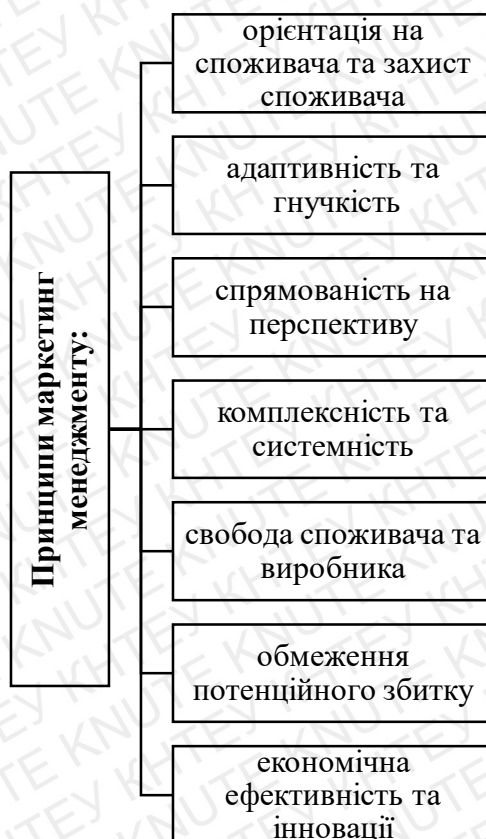 Принципи маркетинг
менеджменту:
орієнтація на
споживача та захист
споживача
адаптивність та
гнучкість
спрямованість на
перспективу
комплексність та
системність
свобода споживача та
виробника
обмеження
потенційного збитку
економічна
ефективність та
інновації